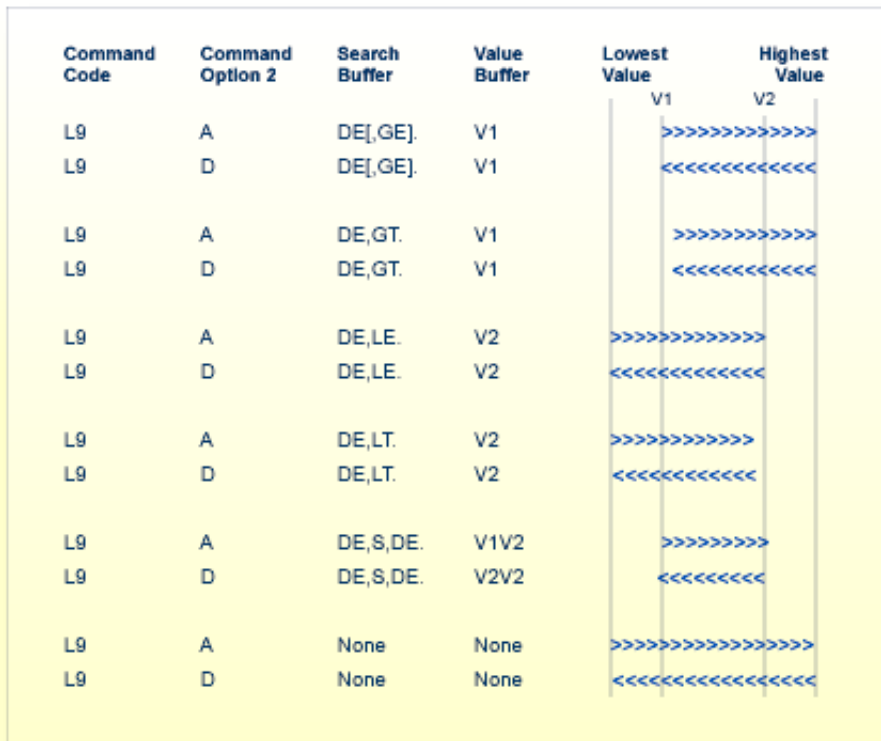 Command Command Search Value Lowest Highest
Code Option 2 Buffer Buffer Value Value
V1 V2
L9 A DE[,GE]. V1 >>>>>>>>>>>>>
L9 D DE[,GE]. V1 <<<<<<<<<<<<<
L9 A DE,GT. V1 >>>>>>>>>>>>
L9 D DE,GT. V1 <<<<<<<<<<<<
L9 A DE,LE. V2 >>>>>>>>>>>>>
L9 D DE,LE. V2 <<<<<<<<<<<<<
L9 A DE,LT. V2 >>>>>>>>>>>>
L9 D DE,LT. V2 <<<<<<<<<<<<
L9 A DE,S,DE. V1V2 >>>>>>>>>
L9 D DE,S,DE. V2V2 <<<<<<<<<
L9 A None None >>>>>>>>>>>>>>>>>
L9 D None None <<<<<<<<<<<<<<<<<